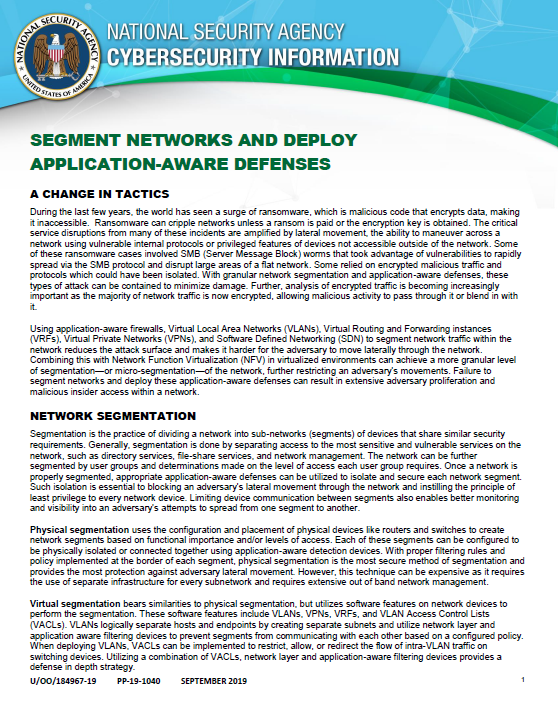 NATIONAL SECURITY AGENCY
UNITED STATES OF AMERICA
NATIONAL SECURITY AGENCY
CYBERSECURITY INFORMATION
SEGMENT NETWORKS AND DEPLOY
APPLICATION-AWARE DEFENSES
A CHANGE IN TACTICS
During the last few years, the world has seen a surge of ransomware, which is malicious code that encrypts data, making
it inaccessible. Ransomware can cripple networks unless a ransom is paid or the encryption key is obtained. The critical
service disruptions from many of these incidents are amplified by lateral movement, the ability to maneuver across a
network using vulnerable internal protocols or privileged features of devices not accessible outside of the network. Some
of these ransomware cases involved SMB (Server Message Block) worms that took advantage of vulnerabilities to rapidly
spread via the SMB protocol and disrupt large areas of a flat network. Some relied on encrypted malicious traffic and
protocols which could have been isolated. With granular network segmentation and application-aware defenses, these
types of attack can be contained to minimize damage. Further, analysis of encrypted traffic is becoming increasingly
important as the majority of network traffic is now encrypted, allowing malicious activity to pass through it or blend in with
it.
Using application-aware firewalls, Virtual Local Area Networks (VLANs), Virtual Routing and Forwarding instances
(VRFs), Virtual Private Networks (VPNs), and Software Defined Networking (SDN) to segment network traffic within the
network reduces the attack surface and makes it harder for the adversary to move laterally through the network.
Combining this with Network Function Virtualization (NFV) in virtualized environments can achieve a more granular level
of segmentation—or micro-segmentation—of the network, further restricting an adversary's movements. Failure to
segment networks and deploy these application-aware defenses can result in extensive adversary proliferation and
malicious insider access within a network.
NETWORK SEGMENTATION
Segmentation is the practice of dividing a network into sub-networks (segments) of devices that share similar security
requirements. Generally, segmentation is done by separating access to the most sensitive and vulnerable services on the
network, such as directory services, file-share services, and network management. The network can be further
segmented by user groups and determinations made on the level of access each user group requires. Once a network is
properly segmented, appropriate application-aware defenses can be utilized to isolate and secure each network segment.
Such isolation is essential to blocking an adversary's lateral movement through the network and instilling the principle of
least privilege to every network device. Limiting device communication between segments also enables better monitoring
and visibility into an adversary's attempts to spread from one segment to another.
Physical segmentation uses the configuration and placement of physical devices like routers and switches to create
network segments based on functional importance and/or levels of access. Each of these segments can be configured to
be physically isolated or connected together using application-aware detection devices. With proper filtering rules and
policy implemented at the border of each segment, physical segmentation is the most secure method of segmentation and
provides the most protection against adversary lateral movement. However, this technique can be expensive as it requires
the use of separate infrastructure for every subnetwork and requires extensive out of band network management.
Virtual segmentation bears similarities to physical segmentation, but utilizes software features on network devices to
perform the segmentation. These software features include VLANs, VPNs, VRFs, and VLAN Access Control Lists
(VACLs). VLANs logically separate hosts and endpoints by creating separate subnets and utilize network layer and
application aware filtering devices to prevent segments from communicating with each other based on a configured policy.
When deploying VLANs, VACLs can be implemented to restrict, allow, or redirect the flow of intra-VLAN traffic on
switching devices. Utilizing a combination of VACLs, network layer and application-aware filtering devices provides a
defense in depth strategy.
U/OO/184967-19 PP-19-1040 SEPTEMBER 2019 1